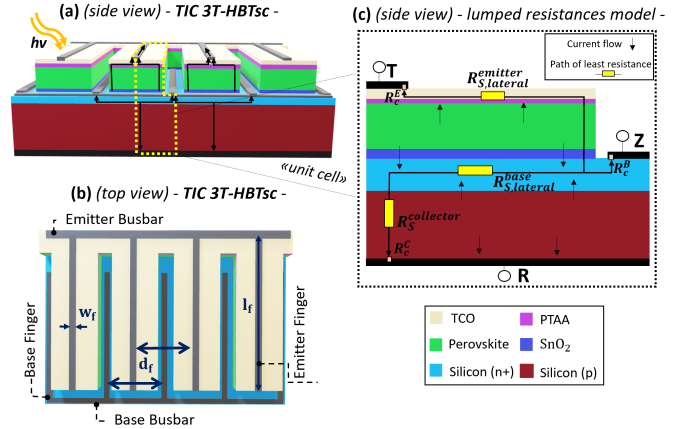 (a) (side view) - TIC 3T-HBTsc
hν
«unit cell»
(b) (top view) - TIC 3T-HBTsc -
Emitter Busbar
w_f
l_f
d_f
Base Finger
Emitter Finger
Base Busbar
(c) (side view) - lumped resistances model -
Current flow
Path of least resistance
T
R_c^E
R_{S,lateral}^{emitter}
Z
R_c^B
R_{S,lateral}^{base}
R_S^{collector}
R_c^C
R
TCO
PTAA
Perovskite
SnO₂
Silicon (n+)
Silicon (p)